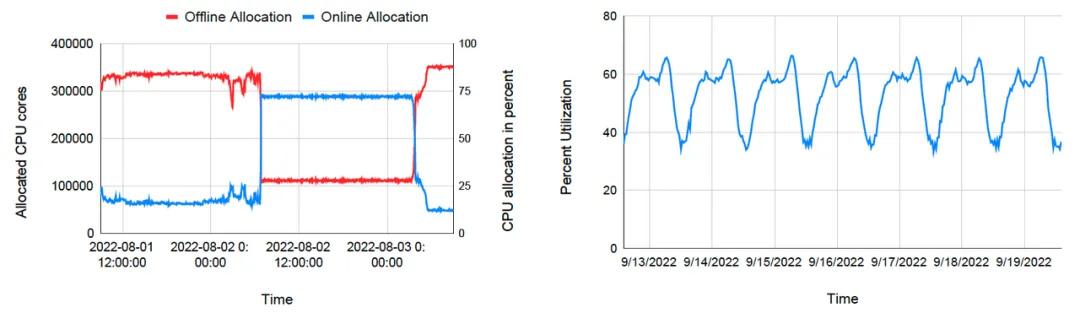 Offline Allocation Online Allocation
400000
300000
200000
100000
0
Allocated CPU cores
100
75
50
25
0
CPU allocation in percent
2022-08-01 2022-08-02 0: 2022-08-02 2022-08-03 0:
12:00:00 00:00 12:00:00 00:00
Time
80
60
40
20
0
Percent Utilization
9/13/2022 9/14/2022 9/15/2022 9/16/2022 9/17/2022 9/18/2022 9/19/2022
Time